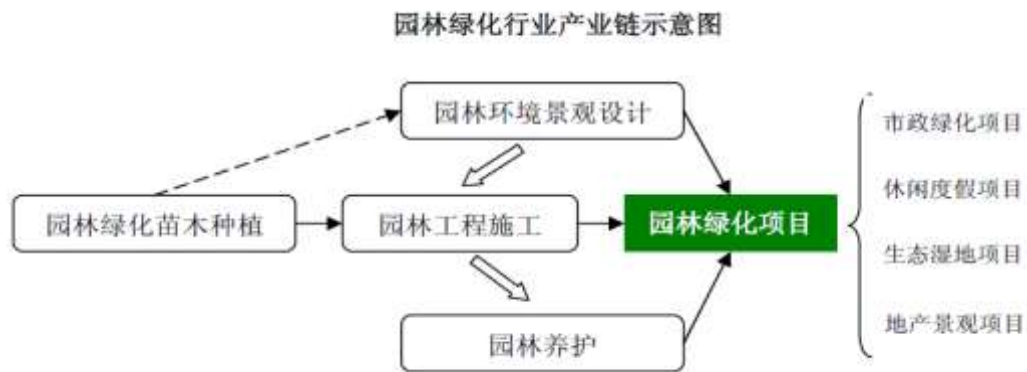 园林绿化行业产业链示意图
园林环境景观设计
市政绿化项目
休闲度假项目
园林绿化苗木种植
园林工程施工
园林绿化项目
生态湿地项目
园林养护
地产景观项目